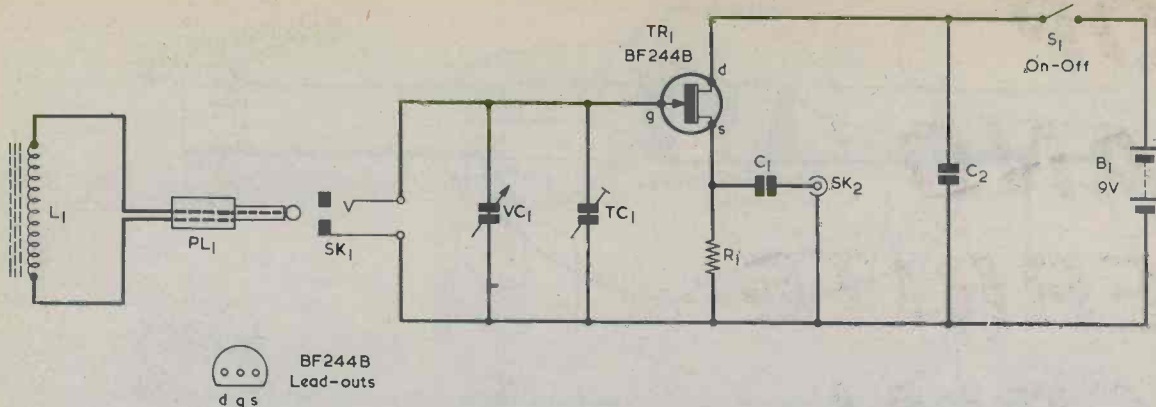 TR1
BF244B
d
g
s
S1
On-Off
L1
PL1
SK1
VC1
TC1
C1
SK2
R1
C2
B1
9V
BF244B
Lead-outs
d g s